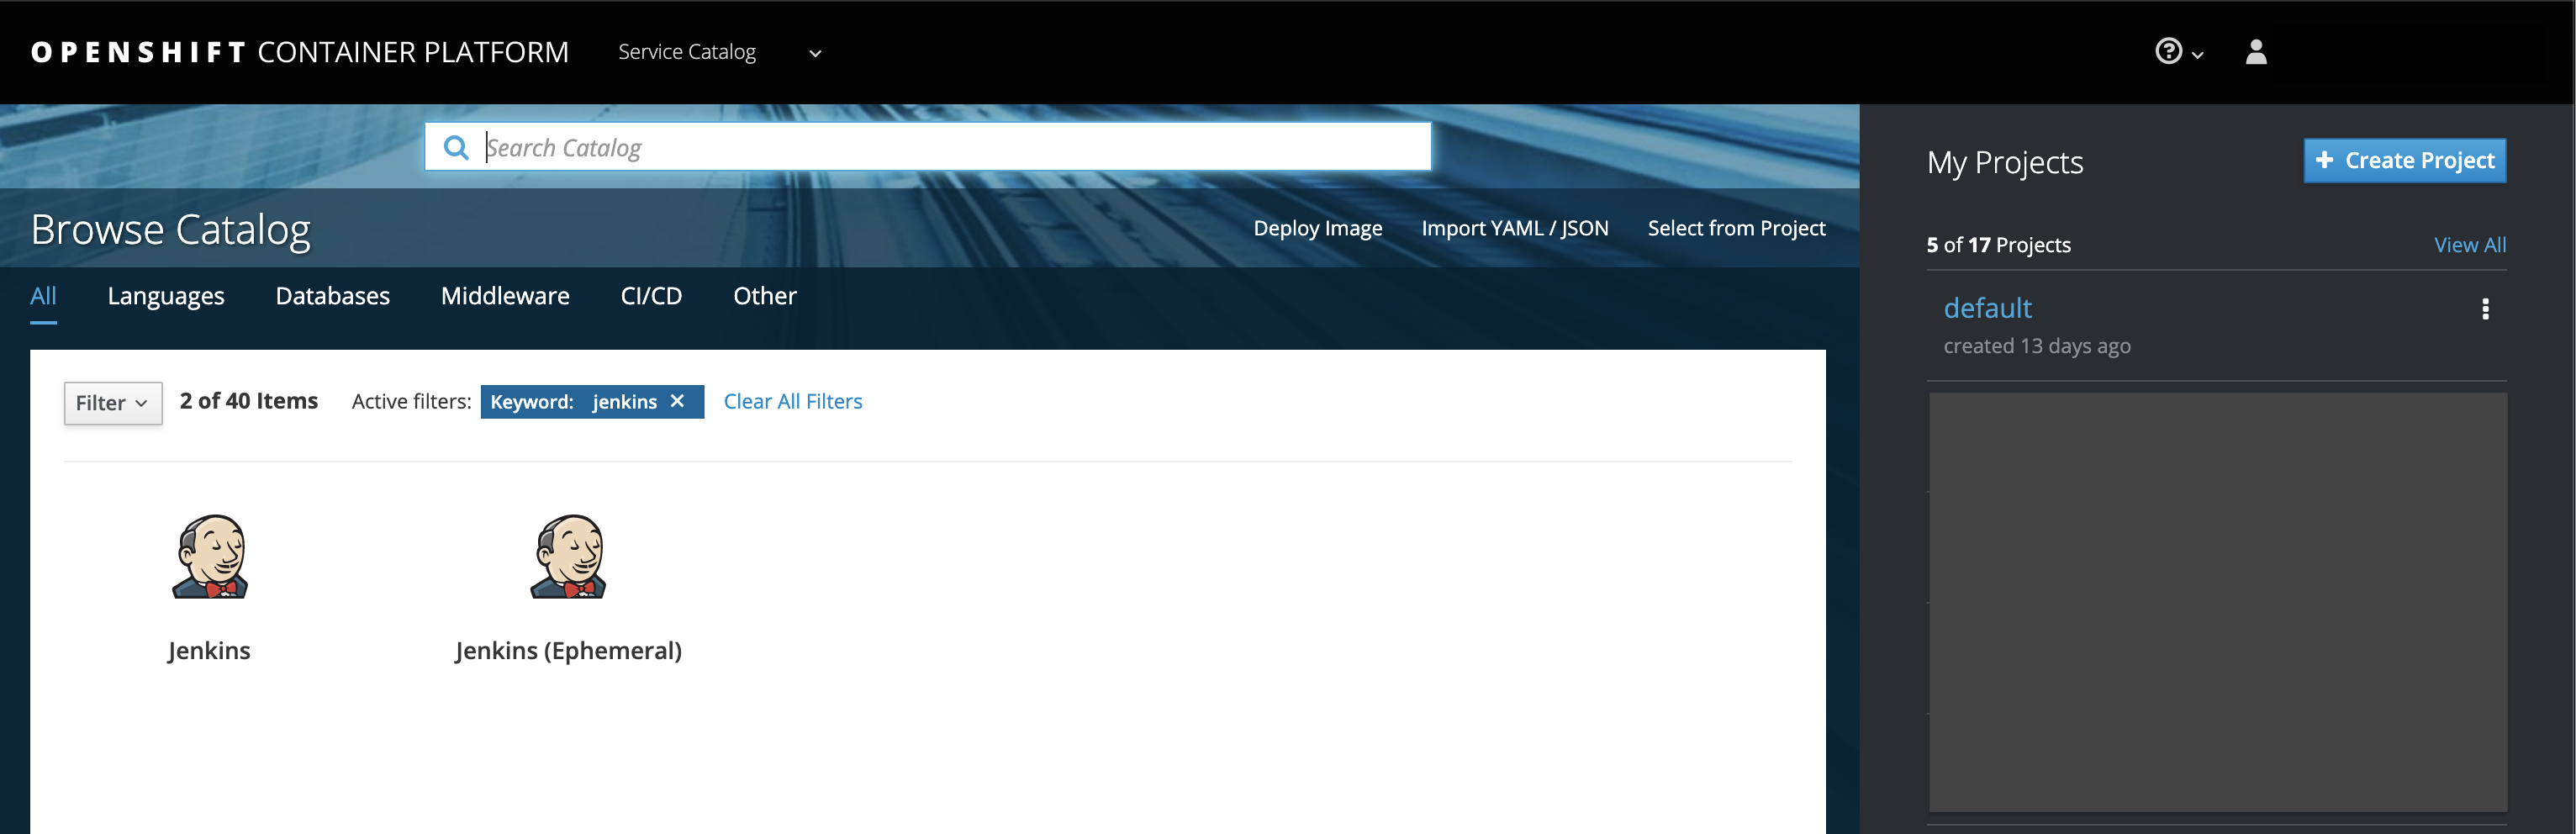 OPENSHIFT CONTAINER PLATFORM Service Catalog
Search Catalog
Browse Catalog
Deploy Image Import YAML / JSON Select from Project
All Languages Databases Middleware CI/CD Other
Filter 2 of 40 Items Active filters: Keyword: jenkins Clear All Filters
Jenkins
Jenkins (Ephemeral)
My Projects
Create Project
5 of 17 Projects View All
default
created 13 days ago